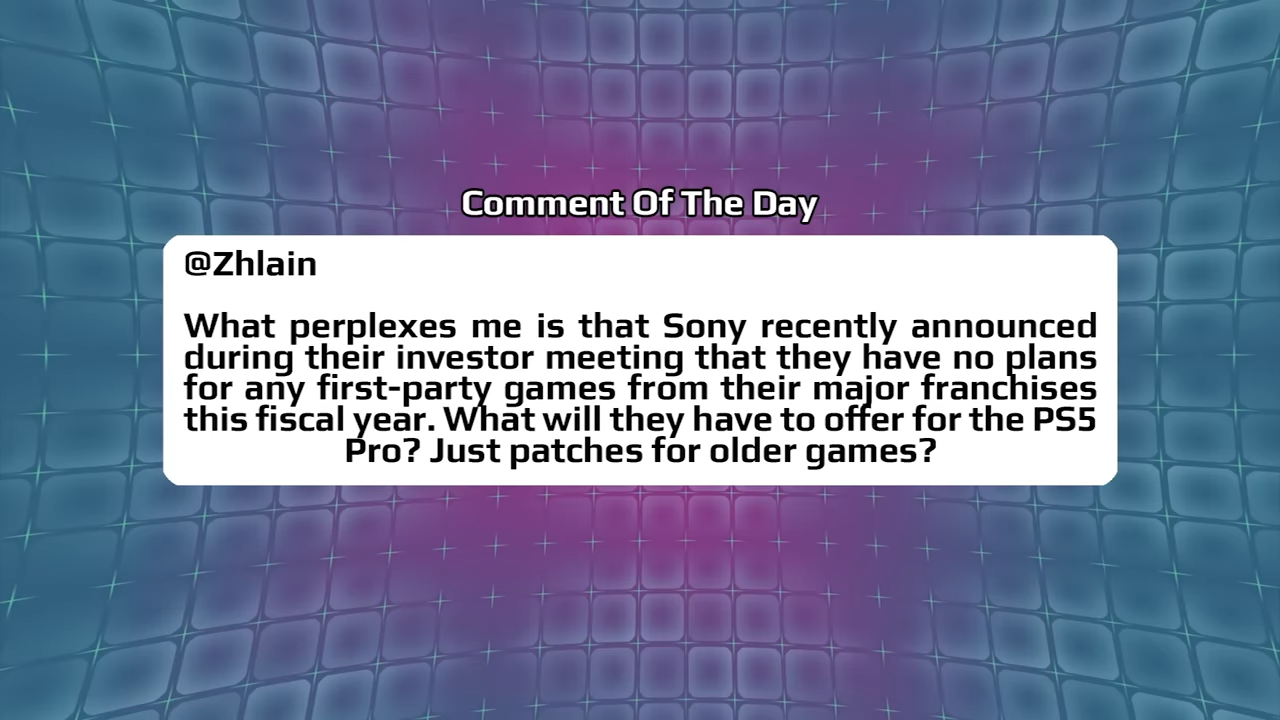 Comment Of The Day
@Zhlain
What perplexes me is that Sony recently announced
during their investor meeting that they have no plans
for any first-party games from their major franchises
this fiscal year. What will they have to offer for the PS5
Pro? Just patches for older games?